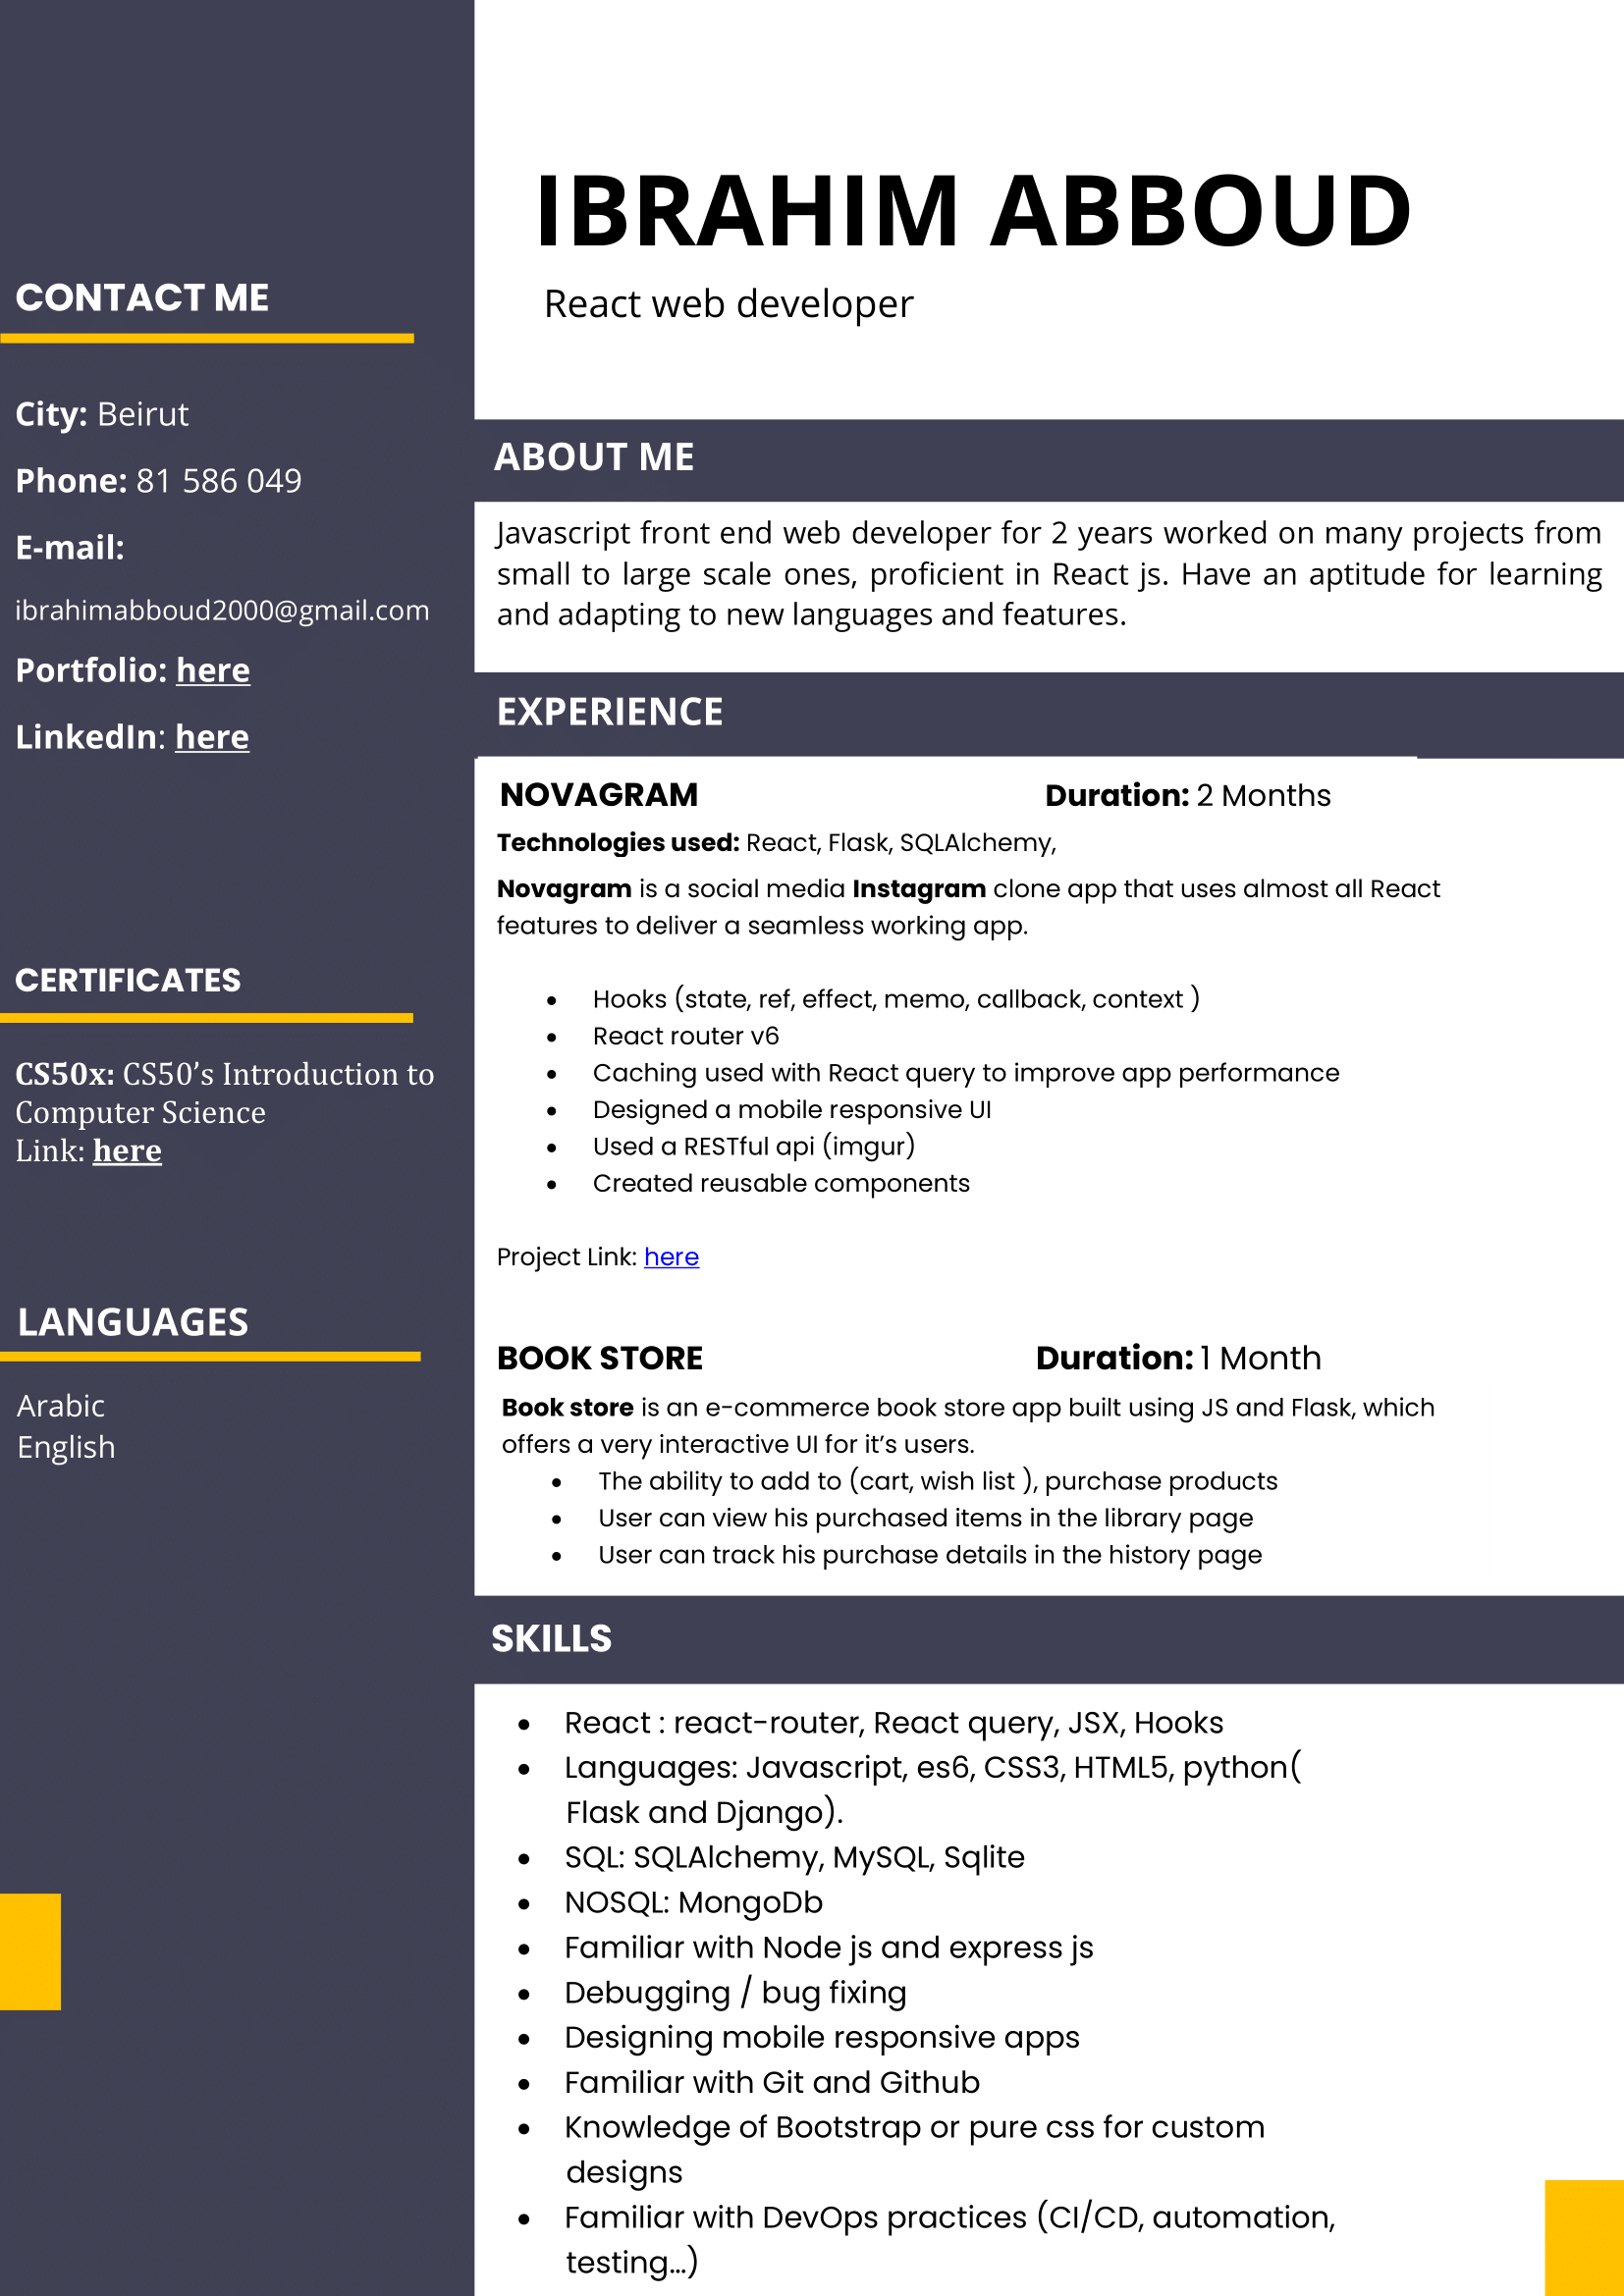 IBRAHIM ABBOUD
React web developer
CONTACT ME
City: Beirut
Phone: 81 586 049
E-mail:
ibrahimabboud2000@gmail.com
Portfolio: here
LinkedIn: here
CERTIFICATES
CS50x: CS50’s Introduction to
Computer Science
Link: here
LANGUAGES
Arabic
English
ABOUT ME
Javascript front end web developer for 2 years worked on many projects from
small to large scale ones, proficient in React js. Have an aptitude for learning
and adapting to new languages and features.
EXPERIENCE
NOVAGRAM Duration: 2 Months
Technologies used: React, Flask, SQLAlchemy,
Novagram is a social media Instagram clone app that uses almost all React
features to deliver a seamless working app.
• Hooks (state, ref, effect, memo, callback, context )
• React router v6
• Caching used with React query to improve app performance
• Designed a mobile responsive UI
• Used a RESTful api (imgur)
• Created reusable components
Project Link: here
BOOK STORE Duration: 1 Month
Book store is an e-commerce book store app built using JS and Flask, which
offers a very interactive UI for it’s users.
• The ability to add to (cart, wish list ), purchase products
• User can view his purchased items in the library page
• User can track his purchase details in the history page
SKILLS
• React : react-router, React query, JSX, Hooks
• Languages: Javascript, es6, CSS3, HTML5, python(
Flask and Django).
• SQL: SQLAlchemy, MySQL, Sqlite
• NOSQL: MongoDb
• Familiar with Node js and express js
• Debugging / bug fixing
• Designing mobile responsive apps
• Familiar with Git and Github
• Knowledge of Bootstrap or pure css for custom
designs
• Familiar with DevOps practices (CI/CD, automation,
testing…)